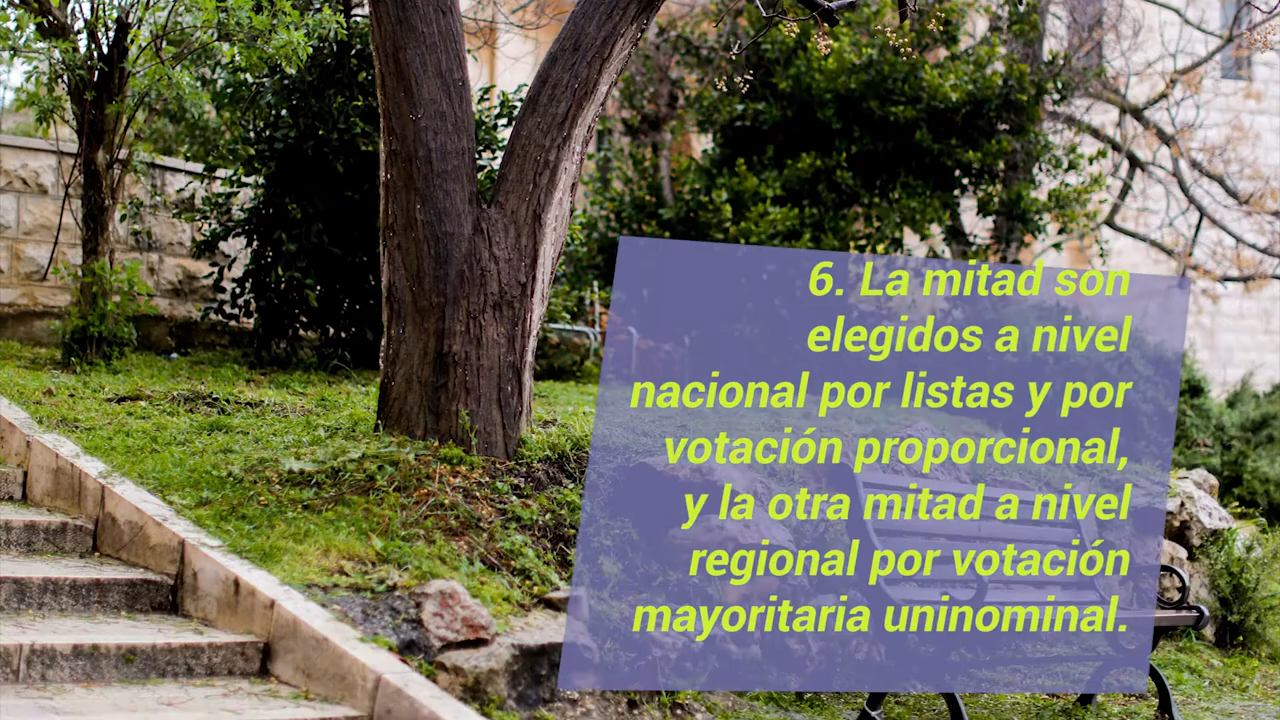 6. La mitad son
elegidos a nivel
nacional por listas y por
votación proporcional,
y la otra mitad a nivel
regional por votación
mayoritaria uninominal.